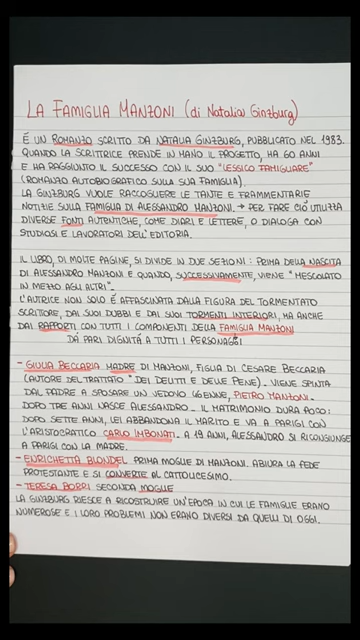 LA FAMIGLIA MANZONI (di Natalia Ginzburg)
È UN ROMANZO SCRITTO DA NATALIA GINZBURG, PUBBLICATO NEL 1983.
QUANDO LA SCRITTRICE PRENDE IN MANO IL PROGETTO, HA 60 ANNI
E HA RAGGIUNTO IL SUCCESSO CON IL SUO "LESSICO FAMIGLIARE"
(ROMANZO AUTOBIOGRAFICO SULLA SUA FAMIGLIA).
LA GINZBURG VUOLE RACCOGLIERE LE TANTE E FRAMMENTARIE
NOTIZIE SULLA FAMIGLIA DI ALESSANDRO MANZONI. → PER FARE CIÒ UTILIZZA
DIVERSE FONTI AUTENTICHE, COME DIARI E LETTERE, O DIALOGA CON
STUDIOSI E LAVORATORI DELL'EDITORIA.
IL LIBRO, DI MOLTE PAGINE, SI DIVIDE IN DUE SEZIONI: PRIMA DELLA NASCITA
DI ALESSANDRO MANZONI E QUANDO, SUCCESSIVAMENTE, VIENE "MESCOLATO
IN MEZZO AGLI ALTRI".
L'AUTRICE NON SOLO È AFFASCINATA DALLA FIGURA DEL TORMENTATO
SCRITTORE, DAI SUOI DUBBI E DAI SUOI TORMENTI INTERIORI, MA ANCHE
DAI RAPPORTI CON TUTTI I COMPONENTI DELLA FAMIGLIA MANZONI
DÀ PARI DIGNITÀ A TUTTI I PERSONAGGI
- GIULIA BECCARIA MADRE DI MANZONI, FIGLIA DI CESARE BECCARIA
(AUTORE DEL TRATTATO "DEI DELITTI E DELLE PENE). VIENE SPINTA
DAL PADRE A SPOSARE UN VEDOVO 46ENNE, PIETRO MANZONI.
DOPO TRE ANNI NASCE ALESSANDRO. IL MATRIMONIO DURA POCO:
DOPO SETTE ANNI, LEI ABBANDONA IL MARITO E VA A PARIGI CON
L'ARISTOCRATICO CARLO IMBONATI. A 19 ANNI, ALESSANDRO SI RICONGIUNGE
A PARIGI CON LA MADRE.
- ENRICHETTA BLONDEL PRIMA MOGLIE DI MANZONI. ABIURA LA FEDE
PROTESTANTE E SI CONVERTE AL CATTOLICESIMO.
- TERESA BORRI SECONDA MOGLIE
LA GINZBURG RIESCE A RICOSTRUIRE UN'EPOCA IN CUI LE FAMIGLIE ERANO
NUMEROSE E I LORO PROBLEMI NON ERANO DIVERSI DA QUELLI DI OGGI.